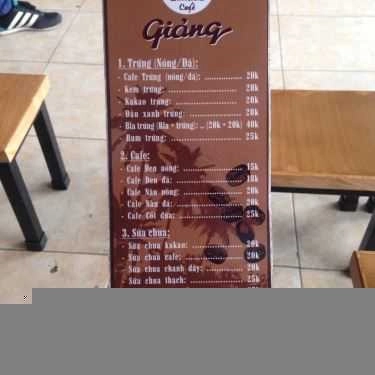 Cafe
Giảng
1. Trứng (Nóng/Đá):
- Cafe Trứng (nóng/đá): 20k
- Kem trứng: 20k
- Kakao trứng: 20k
- Đậu xanh trứng: 20k
- Bia trứng (Bia + trứng): (20k + 20k) 40k
- Rum trứng: 25k
2. Cafe:
- Cafe Đen nóng: 15k
- Cafe Đen đá: 18k
- Cafe Nâu nóng: 20k
- Cafe Nâu đá: 20k
- Cafe Cốt dừa: 25k
3. Sữa chua:
- Sữa chua kakao: 20k
- Sữa chua cafe: 20k
- Sữa chua chanh dây: 20k
- Sữa chua thạch: 25k